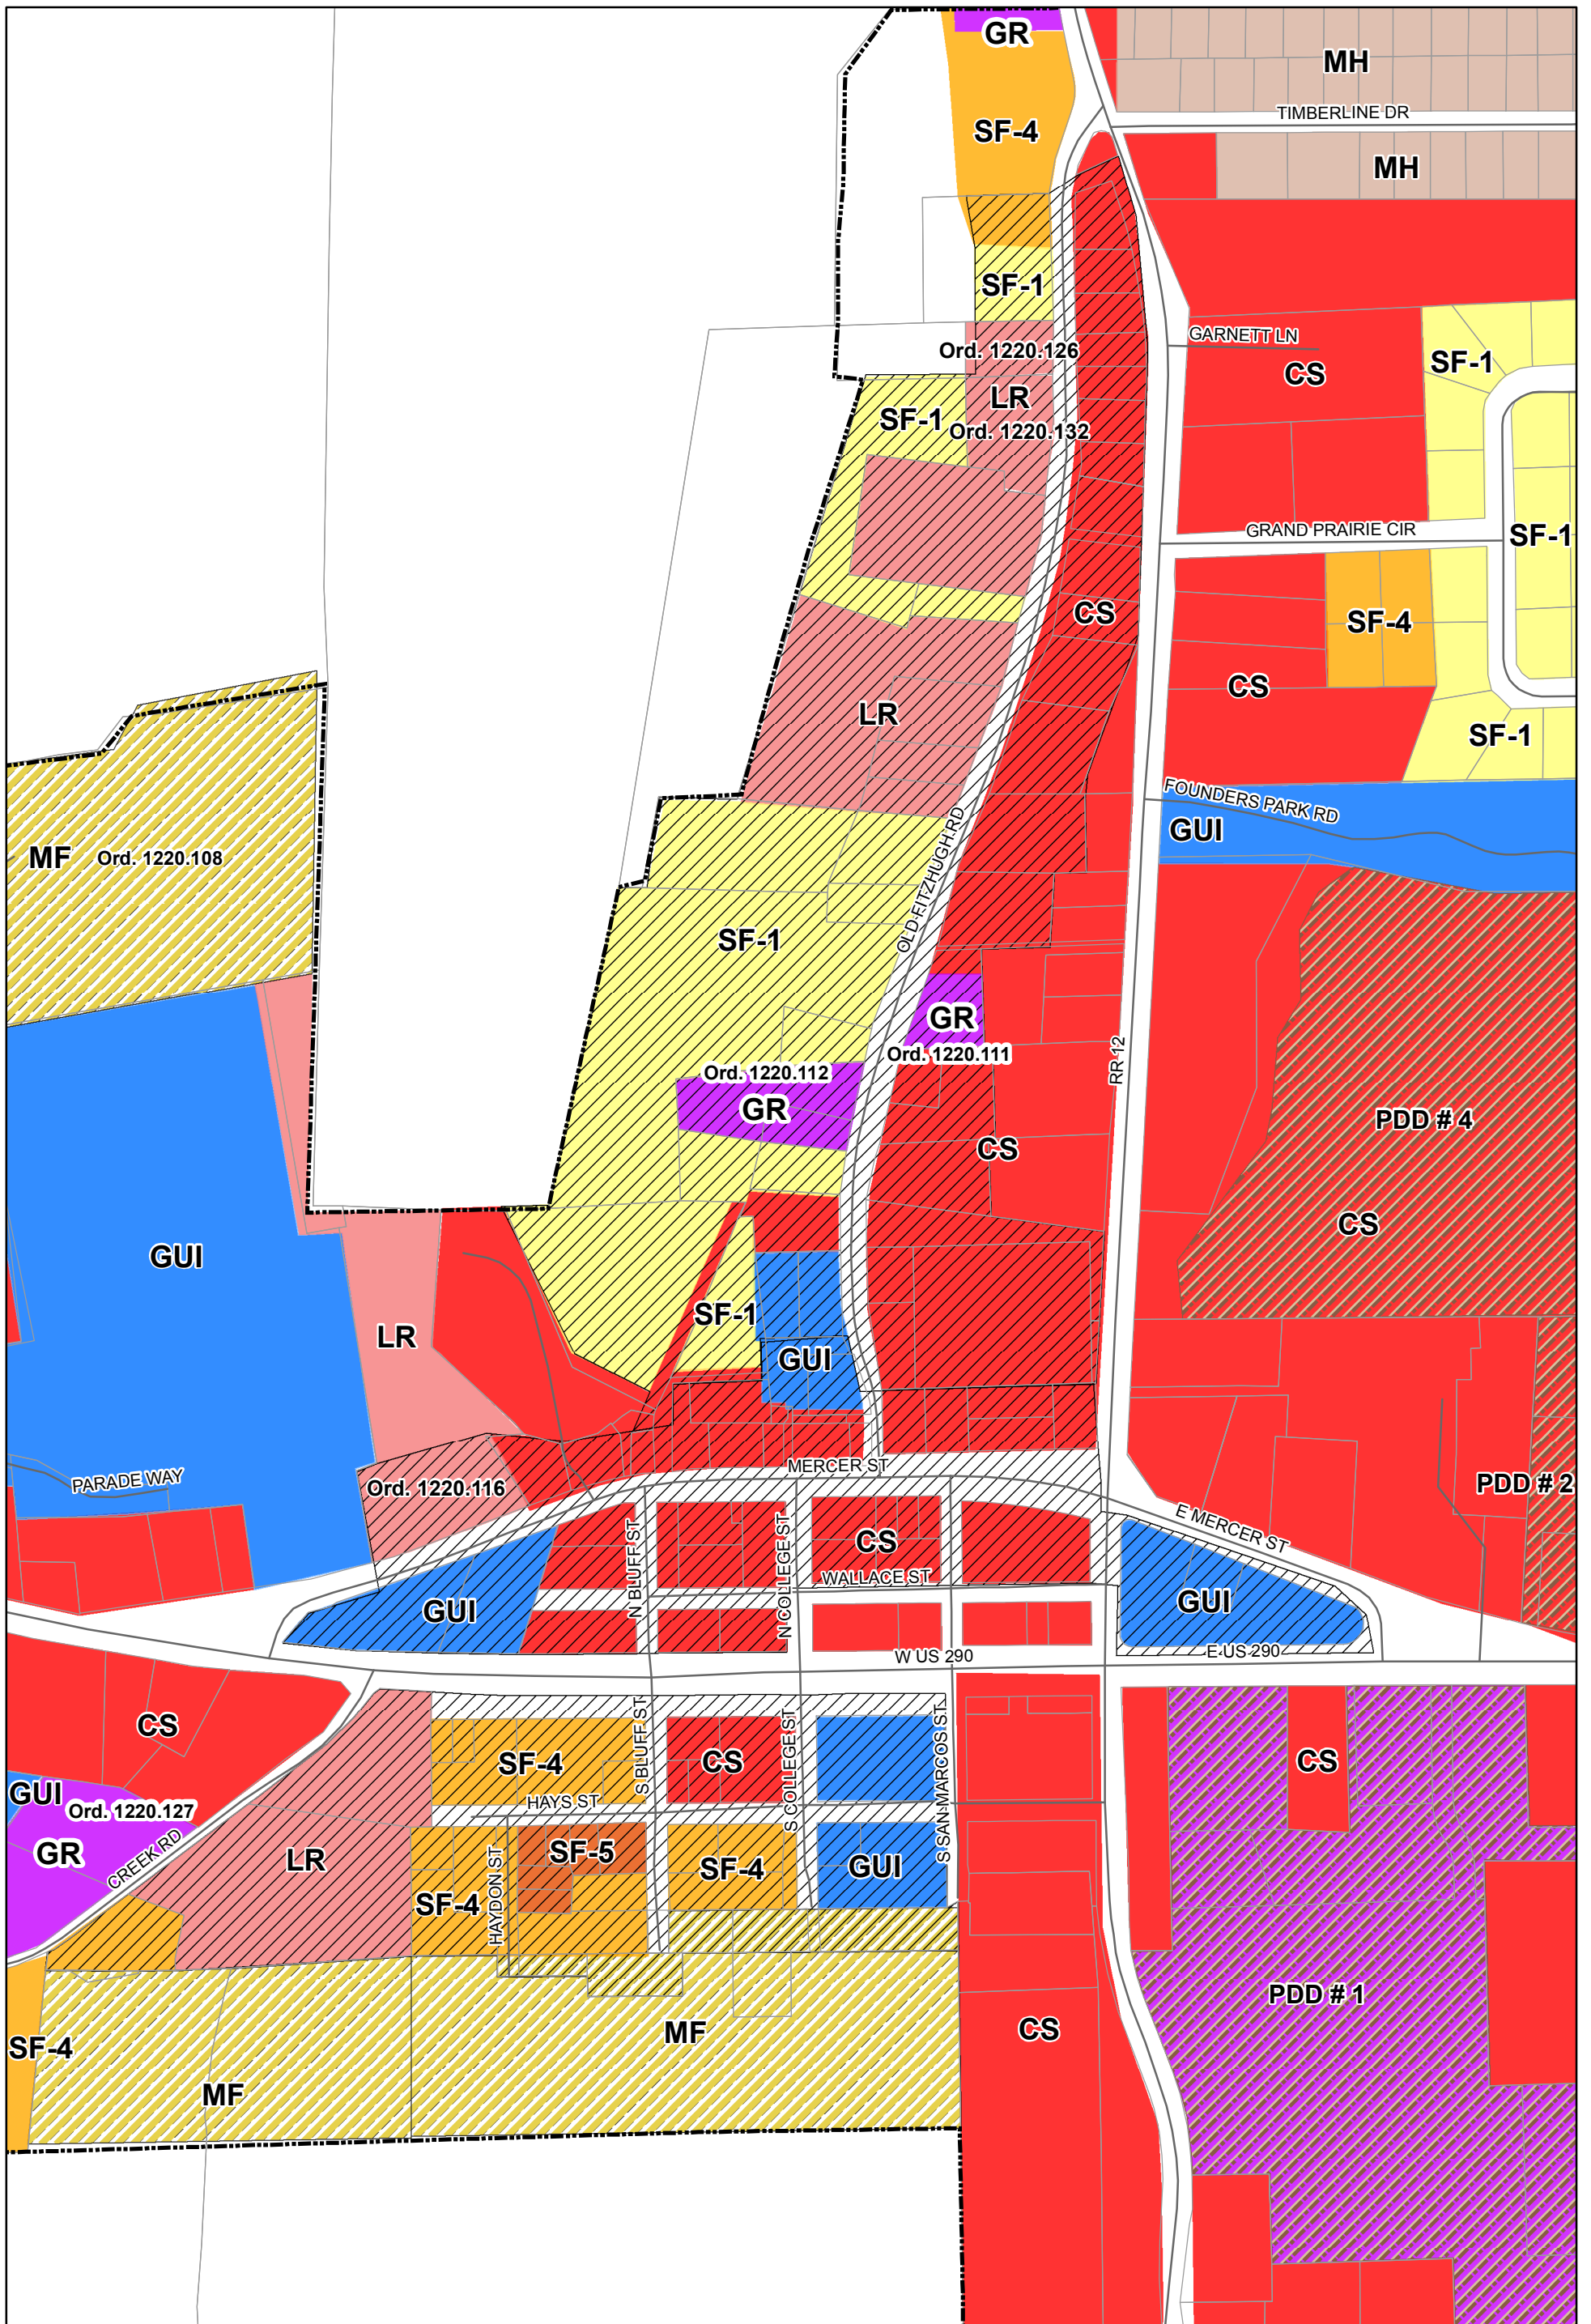 GR
MH
TIMBERLINE DR
SF-4
MH
SF-1
GARNETT LN
Ord. 1220.126
SF-1
CS
LR
SF-1
Ord. 1220.132
GRAND PRAIRIE CIR
SF-1
CS
SF-4
CS
LR
SF-1
FOUNDERS PARK RD
GUI
MF
Ord. 1220.108
OLD FITZHUGH RD
SF-1
GR
Ord. 1220.111
RR 12
Ord. 1220.112
GR
PDD # 4
CS
CS
GUI
SF-1
LR
GUI
MERCER ST
PARADE WAY
Ord. 1220.116
PDD # 2
E MERCER ST
CS
N BLUFF ST
N COLLEGE ST
WALLACE ST
GUI
GUI
E US 290
W US 290
CS
S BLUFF ST
S COLLEGE ST
S SAN MARCOS ST
SF-4
CS
CS
GUI
Ord. 1220.127
HAYS ST
GR
CREEK RD
LR
SF-5
SF-4
GUI
SF-4
HAYDON ST
PDD # 1
CS
MF
SF-4
MF